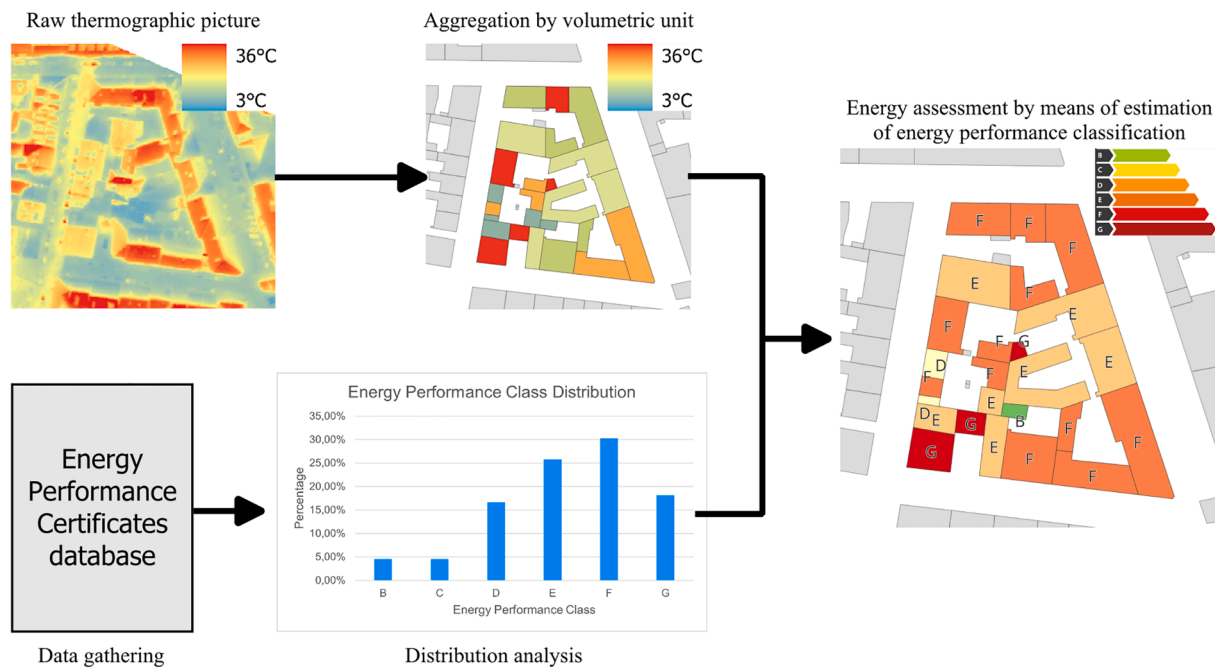 Raw thermographic picture
36°C
3°C
Aggregation by volumetric unit
36°C
3°C
Energy assessment by means of estimation
of energy performance classification
B
C
D
E
F
G
F
F
F
E
F
E
F
F
G
D
F
E
E
F
E
D
E
G
B
F
F
G
E
F
F
Energy
Performance
Certificates
database
Data gathering
Energy Performance Class Distribution
Percentage
35,00%
30,00%
25,00%
20,00%
15,00%
10,00%
5,00%
0,00%
B
C
D
E
F
G
Energy Performance Class
Distribution analysis